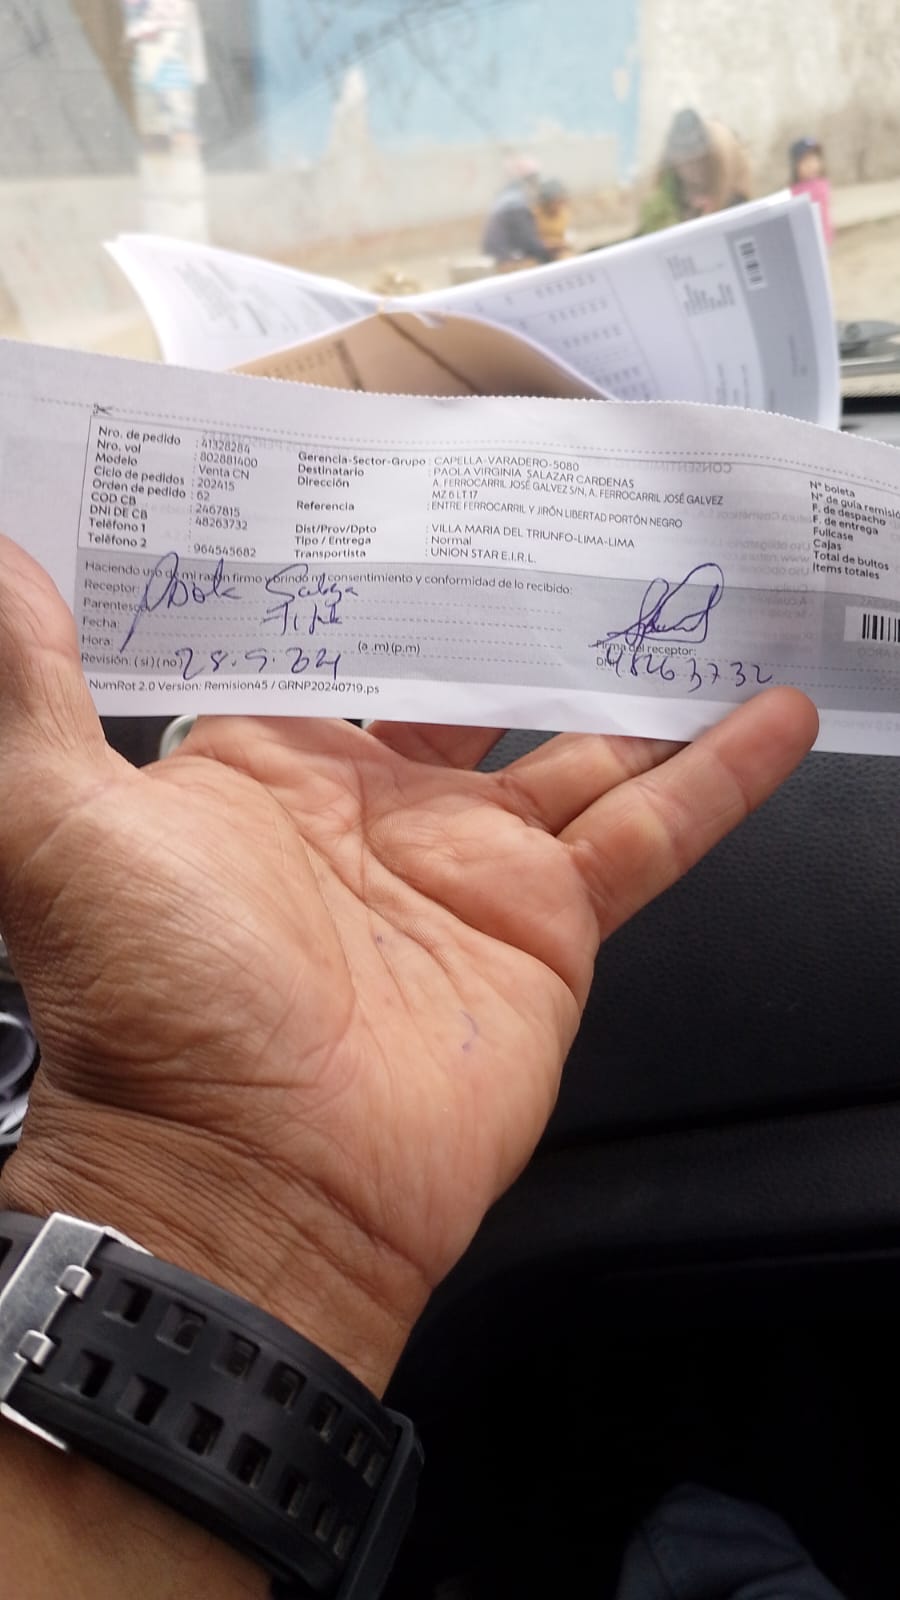 Nro. de pedido : 41328284
Nro. vol : 802881400
Modelo : Venta CN
Ciclo de pedidos : 202415
Orden de pedido : 62
COD CB : 2467815
DNI DE CB : 48263732
Teléfono 1 :
Teléfono 2 : 964545682
Gerencia-Sector-Grupo : CAPELLA-VARADERO-5080
Destinatario : PAOLA VIRGINIA SALAZAR CARDENAS
Dirección : A. FERROCARRIL JOSÉ GALVEZ S/N, A. FERROCARRIL JOSÉ GALVEZ
MZ 6 LT 17
Referencia : ENTRE FERROCARRIL Y JIRÓN LIBERTAD PORTÓN NEGRO
Dist/Prov/Dpto : VILLA MARIA DEL TRIUNFO-LIMA-LIMA
Tipo / Entrega : Normal
Transportista : UNION STAR E.I.R.L.
N° boleta
N° de guía remisió
F. de despacho
F. de entrega
Fullcase
Cajas
Total de bultos
Items totales
Haciendo uso de mi razón firmo y brindo mi consentimiento y conformidad de lo recibido:
Receptor:
Parentesco
Fecha:
Hora: (a.m)(p.m)
Revisión: (si) (no) 28.9.24
Firma del receptor:
DNI 48263732
NumRot 2.0 Version: Remision45 / GRNP20240719.ps